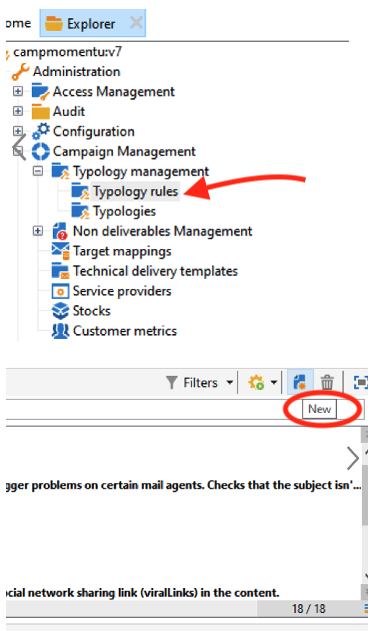 ome Explorer
campmomentu:v7
Administration
Access Management
Audit
Configuration
Campaign Management
Typology management
Typology rules
Typologies
Non deliverables Management
Target mappings
Technical delivery templates
Service providers
Stocks
Customer metrics
Filters
New
gger problems on certain mail agents. Checks that the subject isn'...
ocial network sharing link (viralLinks) in the content.
18 / 18